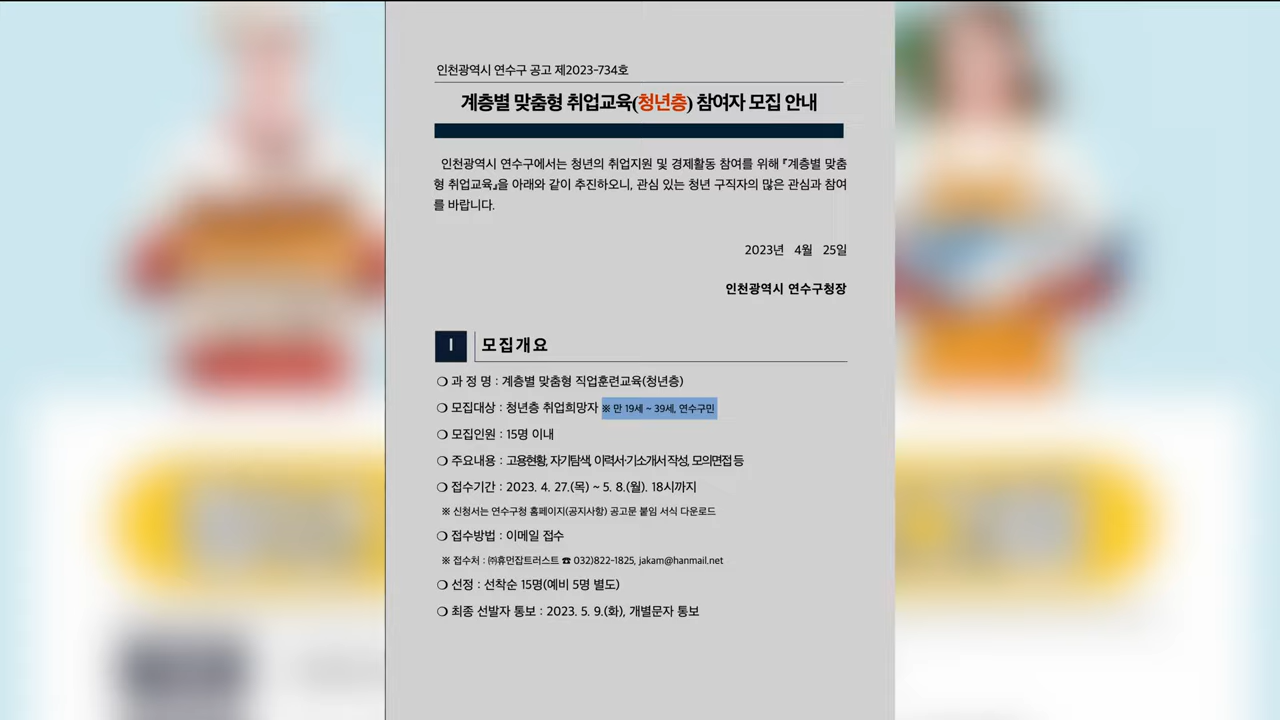 인천광역시 연수구 공고 제2023-734호
계층별 맞춤형 취업교육(청년층) 참여자 모집 안내
인천광역시 연수구에서는 청년의 취업지원 및 경제활동 참여를 위해 『계층별 맞춤
형 취업교육』을 아래와 같이 추진하오니, 관심 있는 청년 구직자의 많은 관심과 참여
를 바랍니다.
2023년 4월 25일
인천광역시 연수구청장
Ⅰ 모집개요
❍ 과 정 명 : 계층별 맞춤형 직업훈련교육(청년층)
❍ 모집대상 : 청년층 취업희망자 ※ 만 19세 ~ 39세, 연수구민
❍ 모집인원 : 15명 이내
❍ 주요내용 : 고용현황, 자기탐색, 이력서·기소개서 작성, 모의면접 등
❍ 접수기간 : 2023. 4. 27.(목) ~ 5. 8.(월). 18시까지
※ 신청서는 연수구청 홈페이지(공지사항) 공고문 붙임 서식 다운로드
❍ 접수방법 : 이메일 접수
※ 접수처 : ㈜휴먼잡트러스트 ☎ 032)822-1825, jakam@hanmail.net
❍ 선정 : 선착순 15명(예비 5명 별도)
❍ 최종 선발자 통보 : 2023. 5. 9.(화), 개별문자 통보